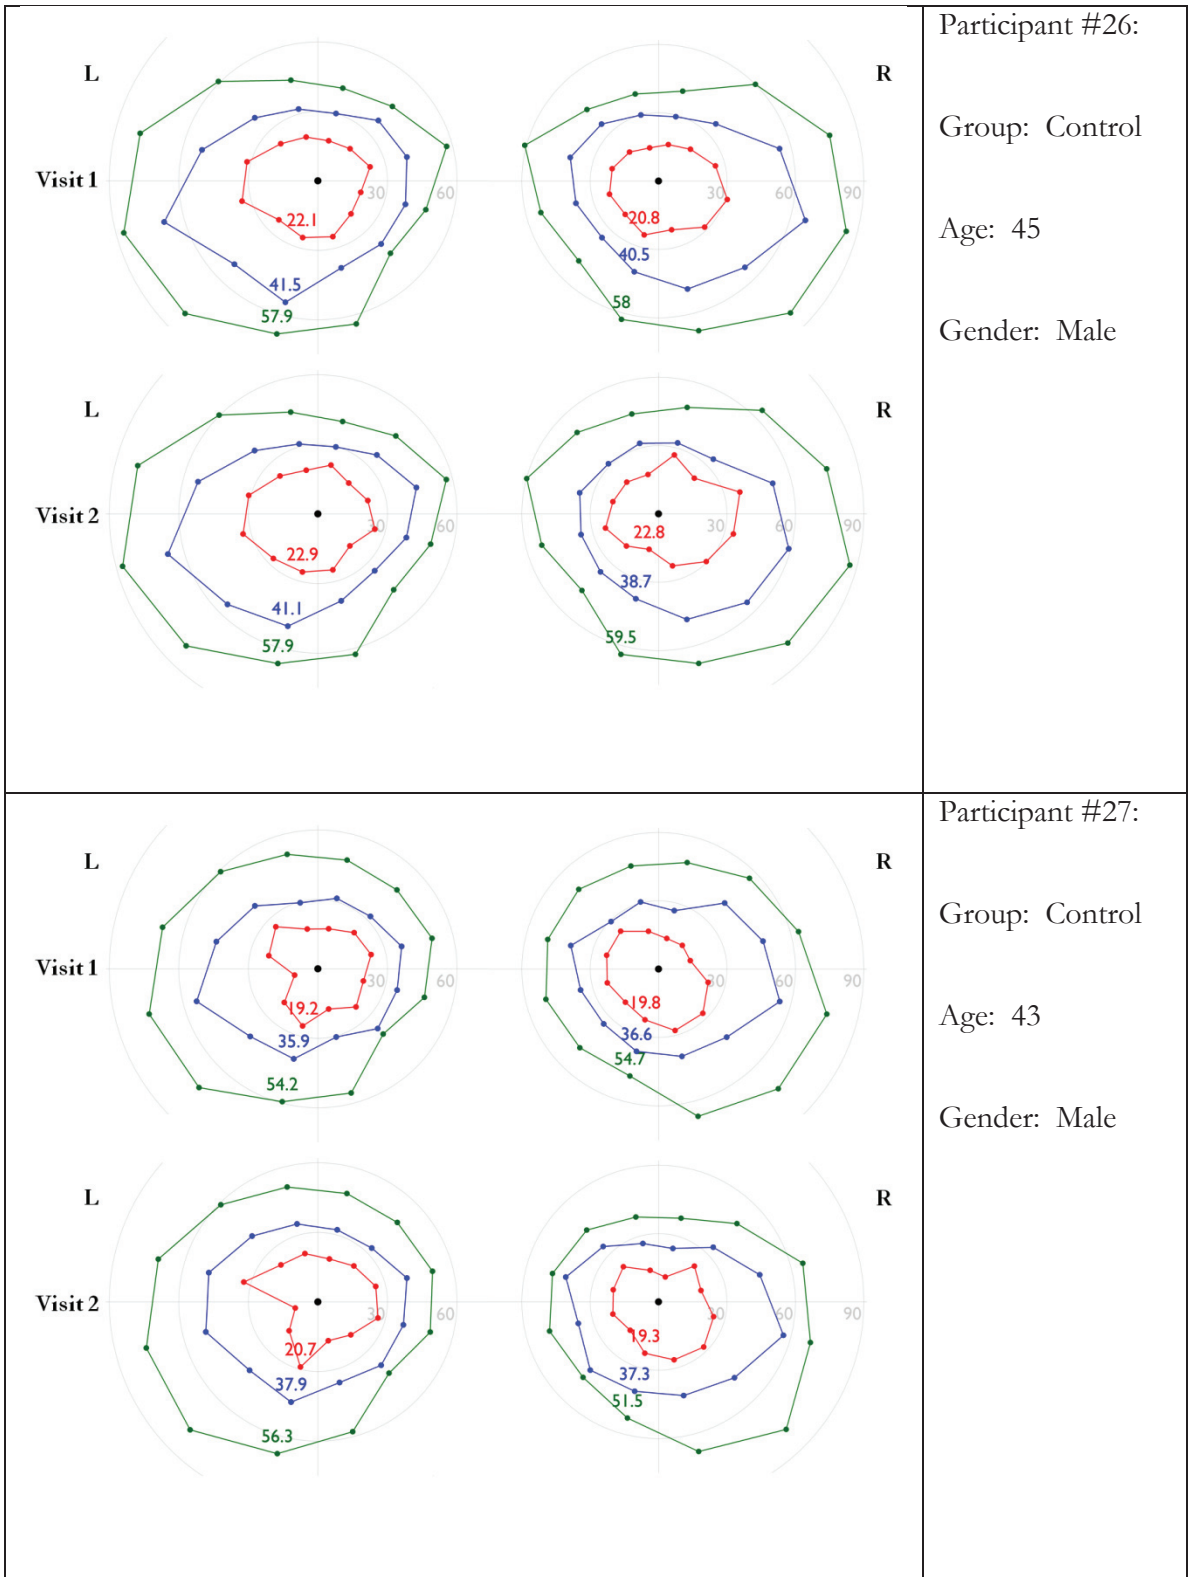 Participant #26:
Group: Control
Age: 45
Gender: Male
L
R
Visit 1
30 60
22.1
41.5
57.9
30 60 90
20.8
40.5
58
L
R
Visit 2
30 60
22.9
41.1
57.9
30 60 90
22.8
38.7
59.5
Participant #27:
Group: Control
Age: 43
Gender: Male
L
R
Visit 1
30 60
19.2
35.9
54.2
30 60 90
19.8
36.6
54.7
L
R
Visit 2
30 60
20.7
37.9
56.3
30 60 90
19.3
37.3
51.5